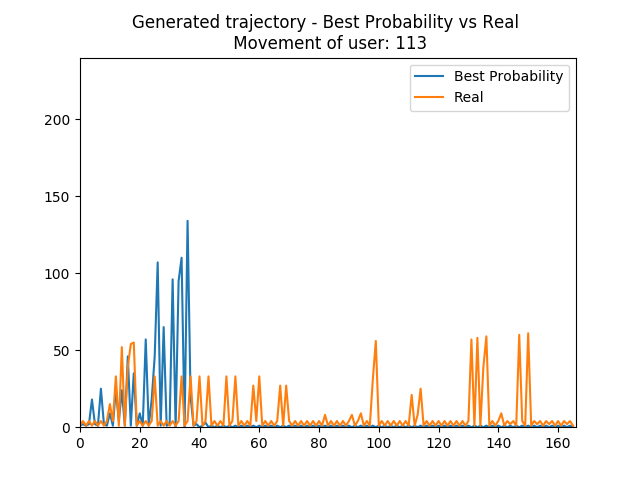 Generated trajectory - Best Probability vs Real
Movement of user: 113
Best Probability
Real
200
150
100
50
0
0 20 40 60 80 100 120 140 160